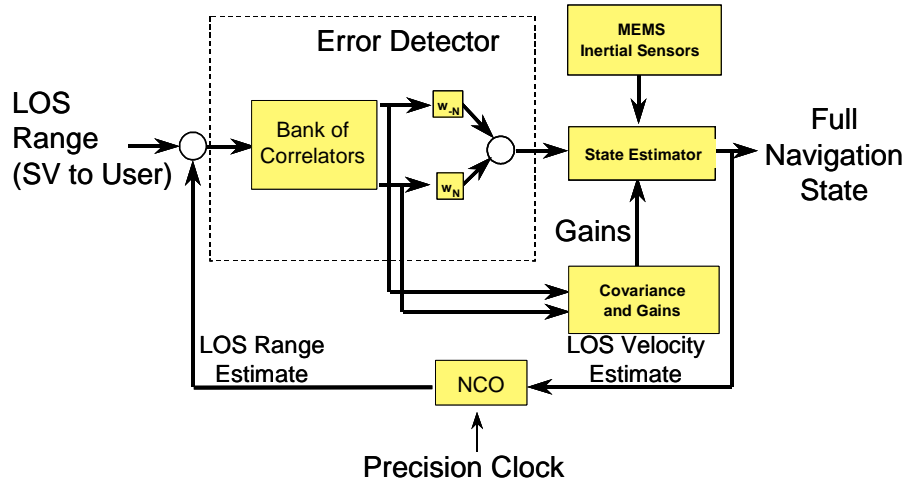 Error Detector
MEMS
Inertial Sensors
LOS
Range
(SV to User)
Bank of
Correlators
w-N
wN
State Estimator
Full
Navigation
State
Gains
Covariance
and Gains
LOS Range
Estimate
LOS Velocity
Estimate
NCO
Precision Clock